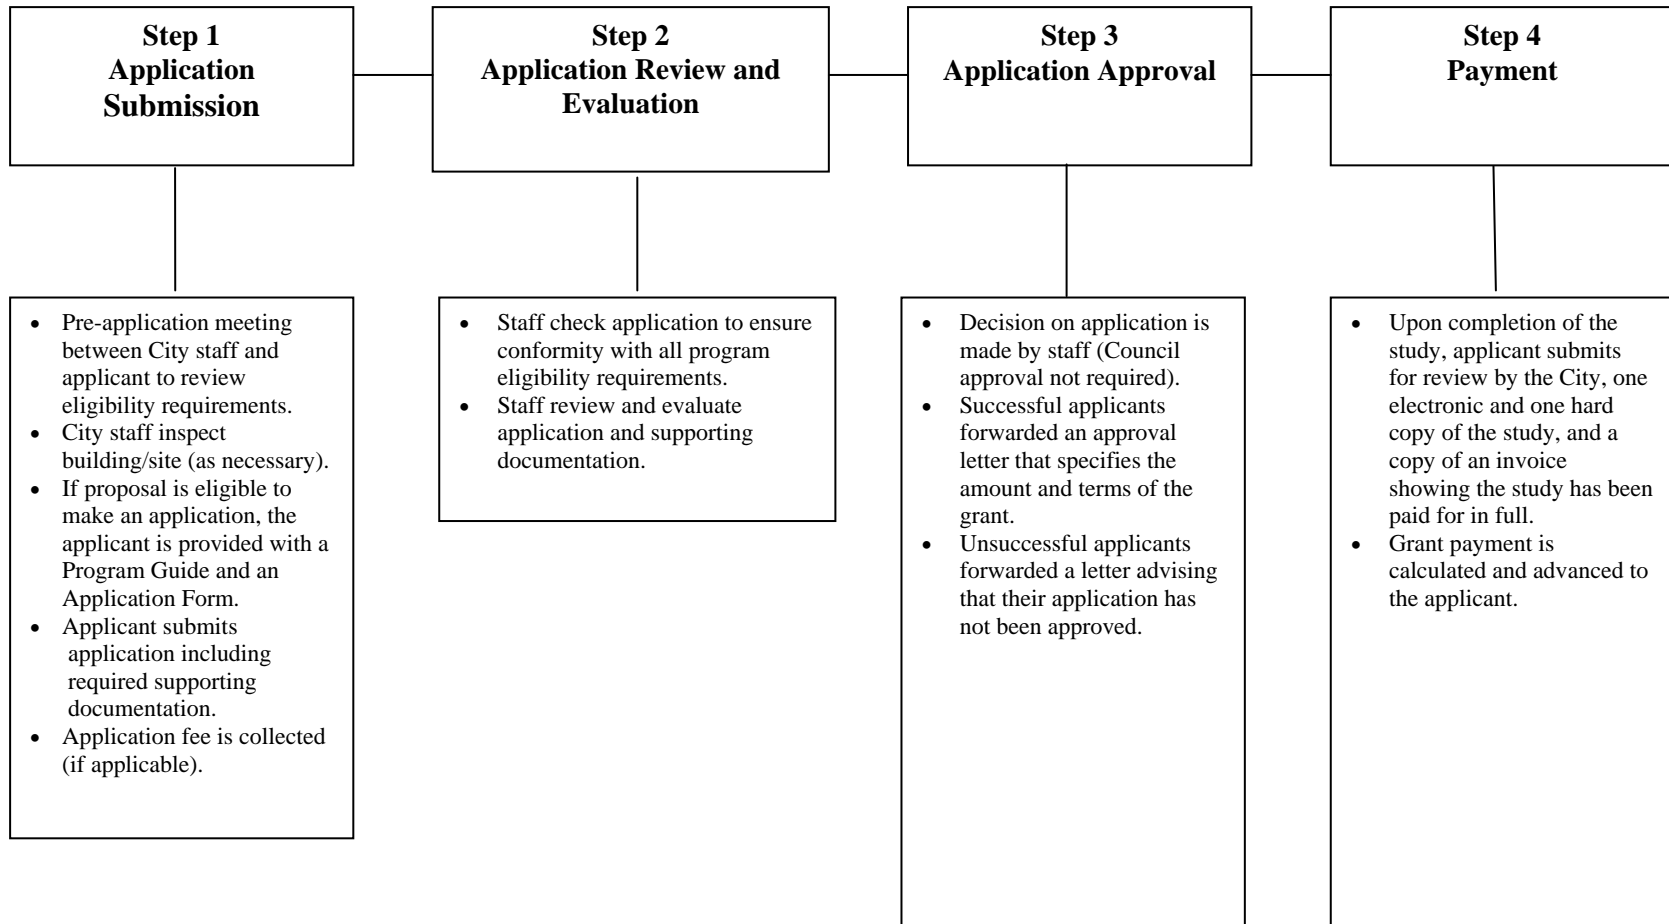 Step 1
Application
Submission
Step 2
Application Review and
Evaluation
Step 3
Application Approval
Step 4
Payment
• Pre-application meeting
between City staff and
applicant to review
eligibility requirements.
• City staff inspect
building/site (as necessary).
• If proposal is eligible to
make an application, the
applicant is provided with a
Program Guide and an
Application Form.
• Applicant submits
application including
required supporting
documentation.
• Application fee is collected
(if applicable).
• Staff check application to ensure
conformity with all program
eligibility requirements.
• Staff review and evaluate
application and supporting
documentation.
• Decision on application is
made by staff (Council
approval not required).
• Successful applicants
forwarded an approval
letter that specifies the
amount and terms of the
grant.
• Unsuccessful applicants
forwarded a letter advising
that their application has
not been approved.
• Upon completion of the
study, applicant submits
for review by the City, one
electronic and one hard
copy of the study, and a
copy of an invoice
showing the study has been
paid for in full.
• Grant payment is
calculated and advanced to
the applicant.